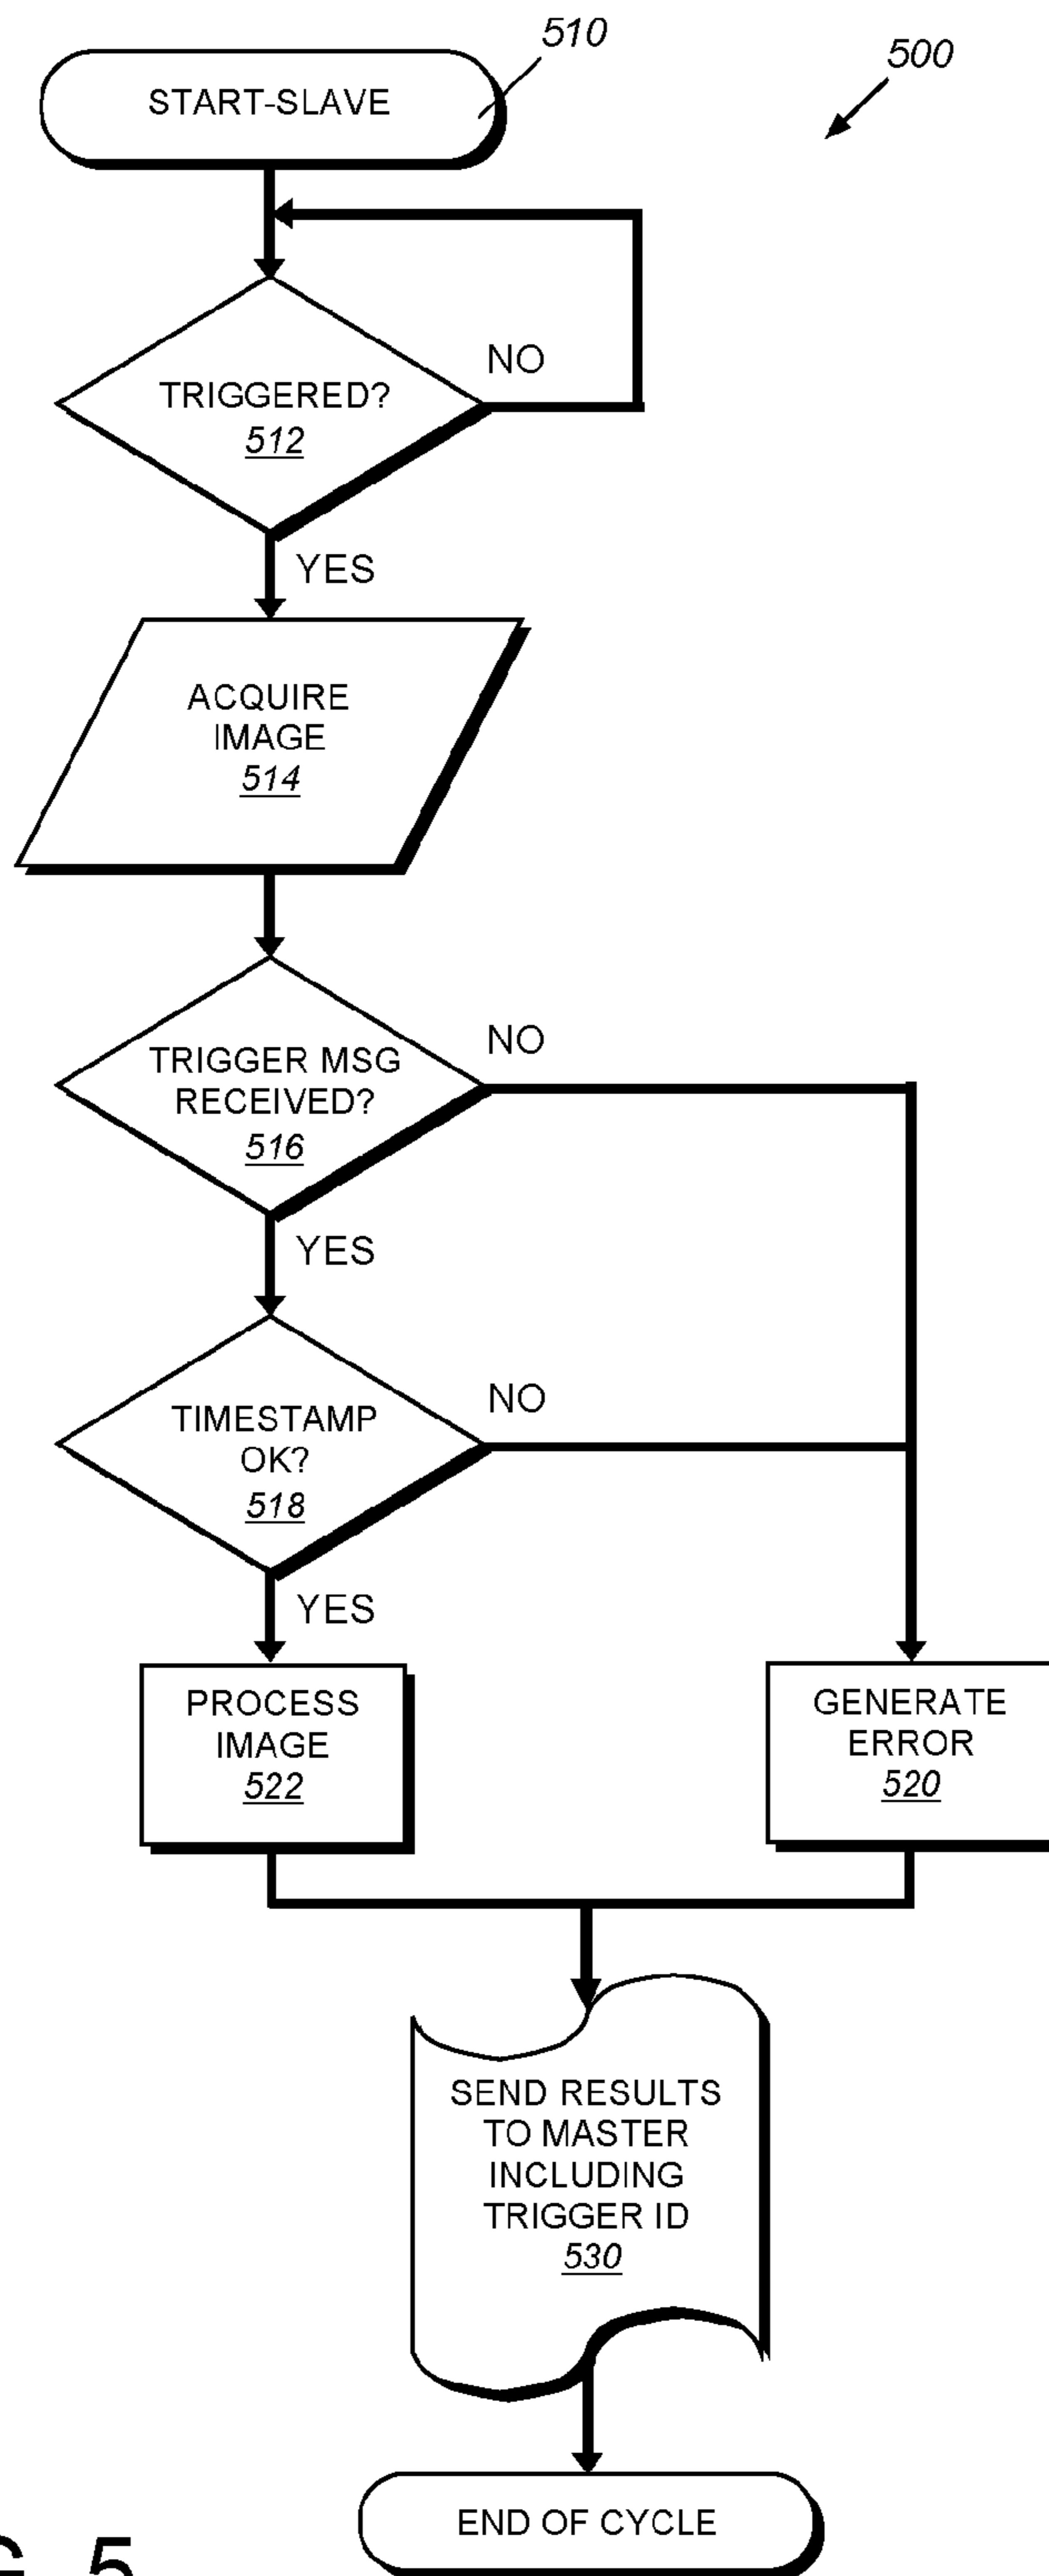 510
500
START-SLAVE
NO
TRIGGERED?
512
YES
ACQUIRE
IMAGE
514
NO
TRIGGER MSG
RECEIVED?
516
YES
NO
TIMESTAMP
OK?
518
YES
PROCESS
IMAGE
522
GENERATE
ERROR
520
SEND RESULTS
TO MASTER
INCLUDING
TRIGGER ID
530
END OF CYCLE
5